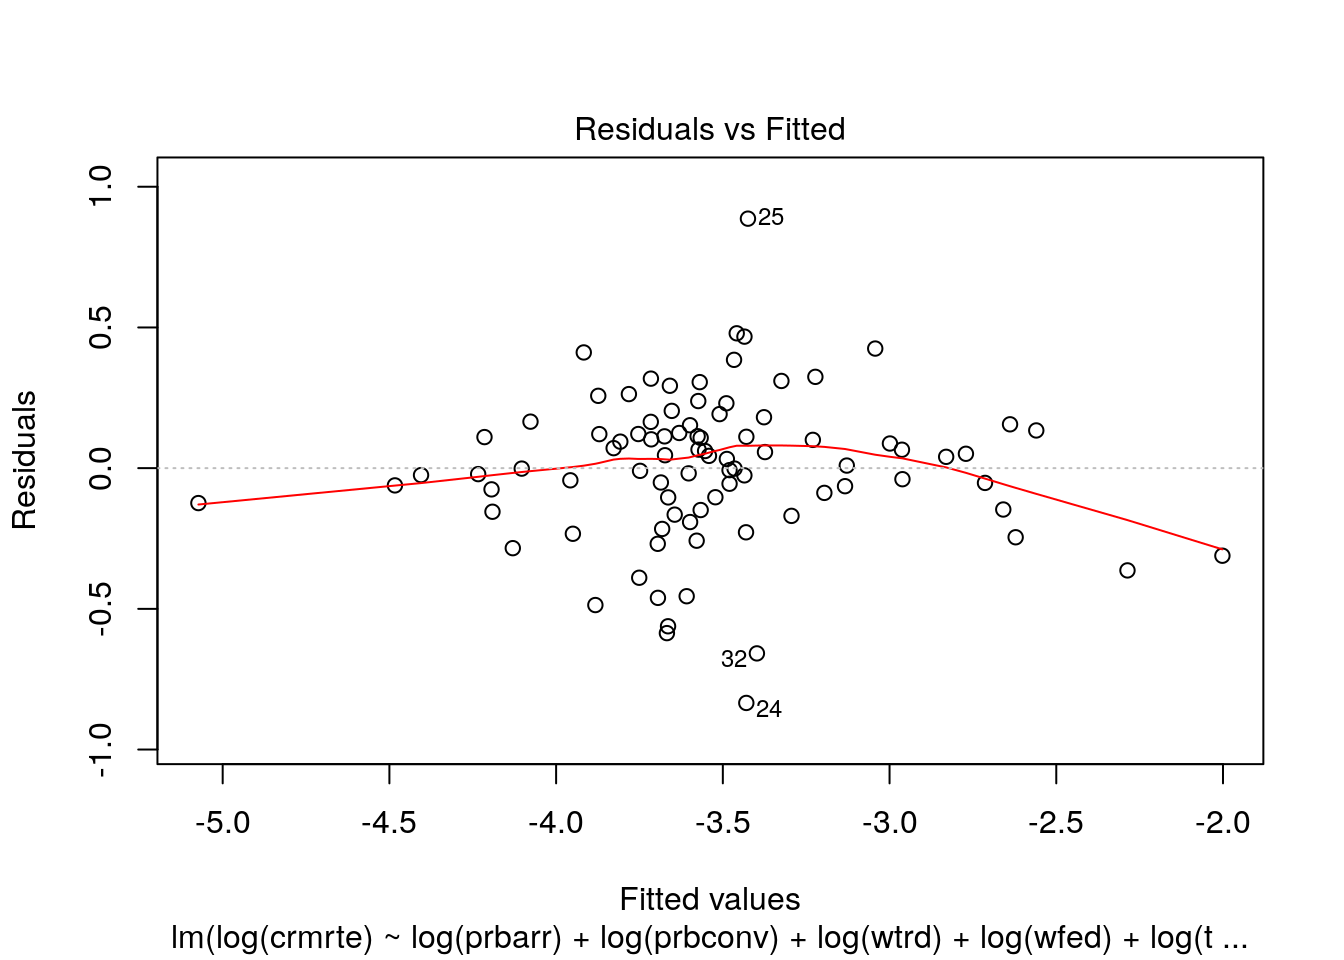 Residuals vs Fitted
Residuals
1.0
0.5
0.0
-0.5
-1.0
25
32
24
-5.0 -4.5 -4.0 -3.5 -3.0 -2.5 -2.0
Fitted values
lm(log(crmrte) ~ log(prbarr) + log(prbconv) + log(wtrd) + log(wfed) + log(t ...